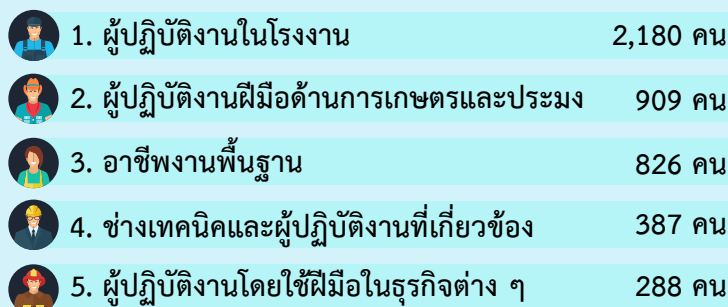 1. ผู้ปฏิบัติงานในโรงงาน 2,180 คน
2. ผู้ปฏิบัติงานฝีมือด้านการเกษตรและประมง 909 คน
3. อาชีพงานพื้นฐาน 826 คน
4. ช่างเทคนิคและผู้ปฏิบัติงานที่เกี่ยวข้อง 387 คน
5. ผู้ปฏิบัติงานโดยใช้ฝีมือในธุรกิจต่าง ๆ 288 คน